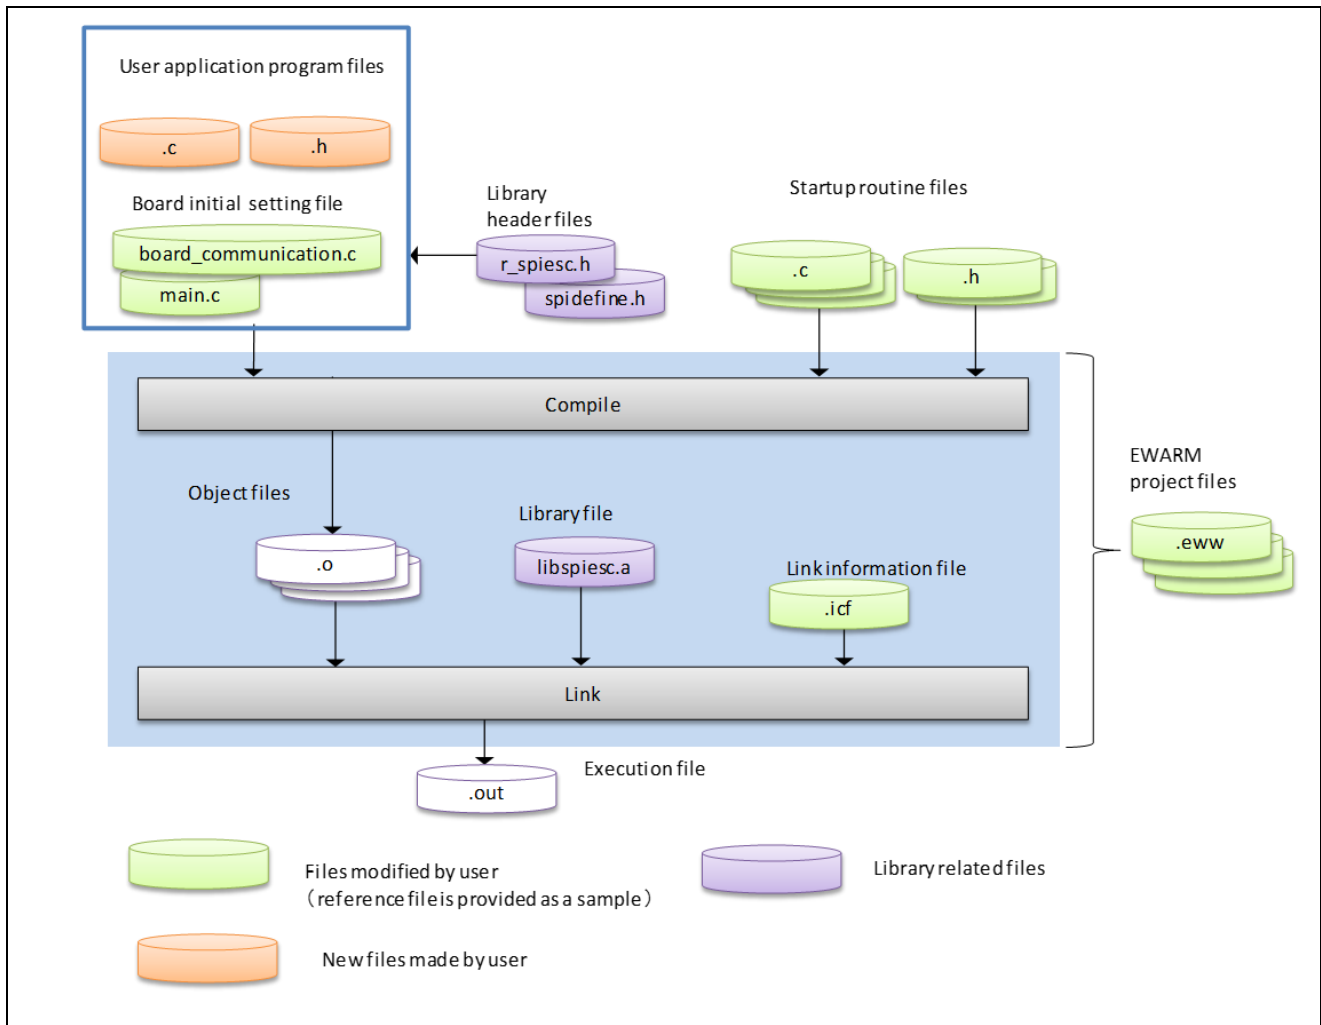 User application program files
.c
.h
Board initial setting file
board_communication.c
main.c
Library
header files
r_spiesc.h
spidefine.h
Startup routine files
.c
.h
Compile
Object files
.o
Library file
libspiesc.a
Link information file
.icf
EWARM
project files
.eww
Link
Execution file
.out
Files modified by user
（reference file is provided as a sample）
Library related files
New files made by user